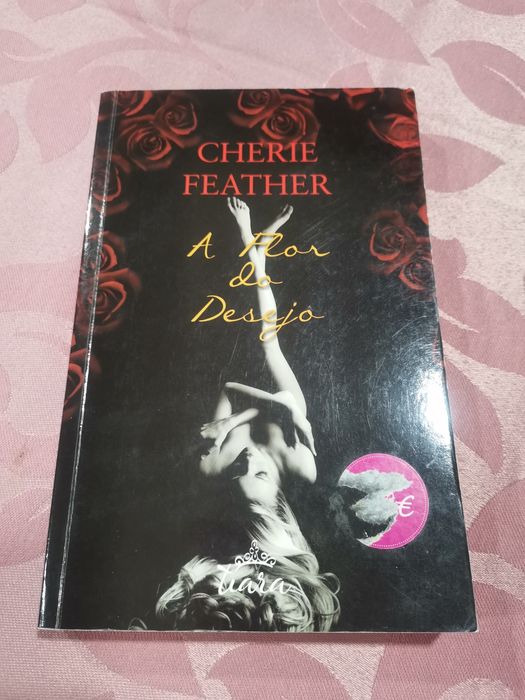 CHERIE
FEATHER
A Flor
do
Desejo
€
tiara